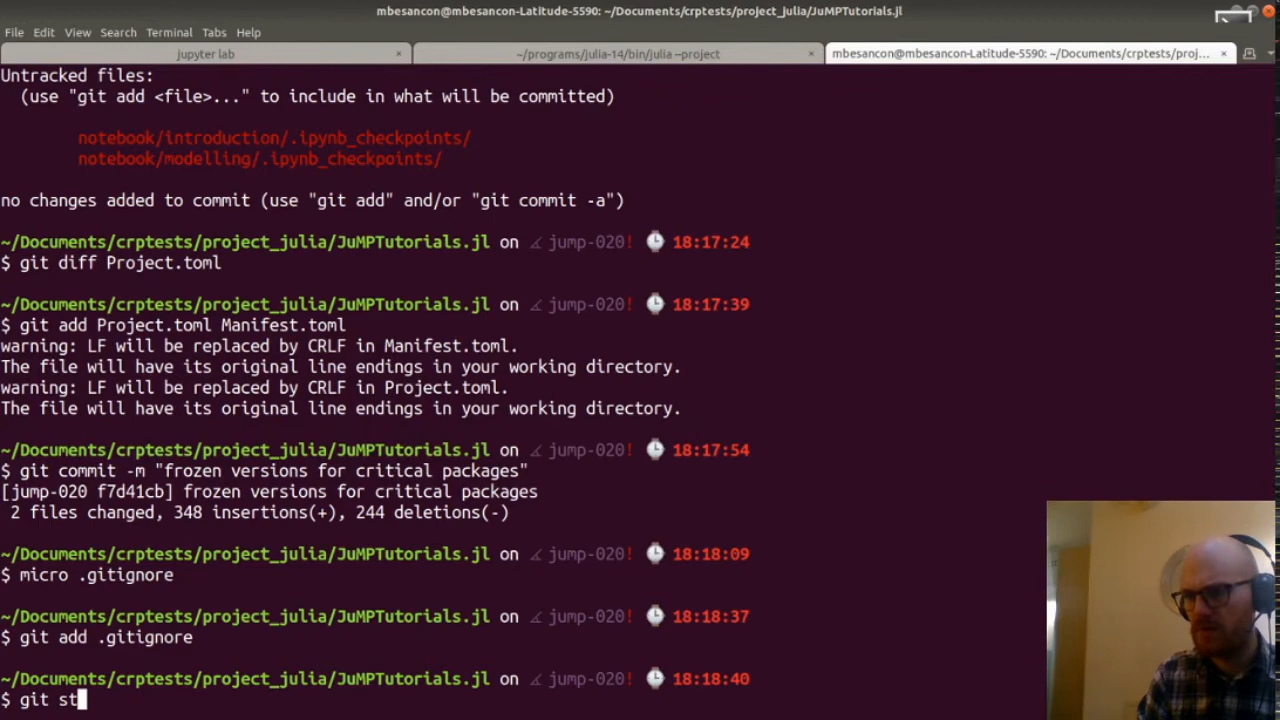 mbesancon@mbesancon-Latitude-5590: ~/Documents/crptests/project_julia/JuMPTutorials.jl
File Edit View Search Terminal Tabs Help
jupyter lab × ~/programs/julia-14/bin/julia --project × mbesancon@mbesancon-Latitude-5590: ~/Documents/crptests/proj... ×
Untracked files:
(use "git add <file>..." to include in what will be committed)
notebook/introduction/.ipynb_checkpoints/
notebook/modelling/.ipynb_checkpoints/
no changes added to commit (use "git add" and/or "git commit -a")
~/Documents/crptests/project_julia/JuMPTutorials.jl on jump-020! 18:17:24
$ git diff Project.toml
~/Documents/crptests/project_julia/JuMPTutorials.jl on jump-020! 18:17:39
$ git add Project.toml Manifest.toml
warning: LF will be replaced by CRLF in Manifest.toml.
The file will have its original line endings in your working directory.
warning: LF will be replaced by CRLF in Project.toml.
The file will have its original line endings in your working directory.
~/Documents/crptests/project_julia/JuMPTutorials.jl on jump-020! 18:17:54
$ git commit -m "frozen versions for critical packages"
[jump-020 f7d41cb] frozen versions for critical packages
2 files changed, 348 insertions(+), 244 deletions(-)
~/Documents/crptests/project_julia/JuMPTutorials.jl on jump-020! 18:18:09
$ micro .gitignore
~/Documents/crptests/project_julia/JuMPTutorials.jl on jump-020! 18:18:37
$ git add .gitignore
~/Documents/crptests/project_julia/JuMPTutorials.jl on jump-020! 18:18:40
$ git st